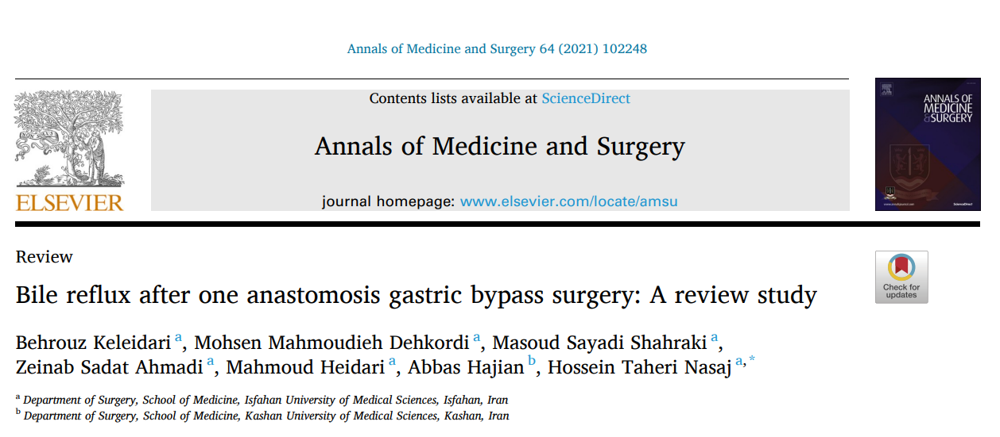 Annals of Medicine and Surgery 64 (2021) 102248
Contents lists available at ScienceDirect
Annals of Medicine and Surgery
journal homepage: www.elsevier.com/locate/amsu
NON SOLUS
ELSEVIER
ANNALS OF
MEDICINE
&SURGERY
ScienceDirect
Review
Bile reflux after one anastomosis gastric bypass surgery: A review study
Check for
updates
Behrouz Keleidari a, Mohsen Mahmoudieh Dehkordi a, Masoud Sayadi Shahraki a,
Zeinab Sadat Ahmadi a, Mahmoud Heidari a, Abbas Hajian b, Hossein Taheri Nasaj a,*
a Department of Surgery, School of Medicine, Isfahan University of Medical Sciences, Isfahan, Iran
b Department of Surgery, School of Medicine, Kashan University of Medical Sciences, Kashan, Iran